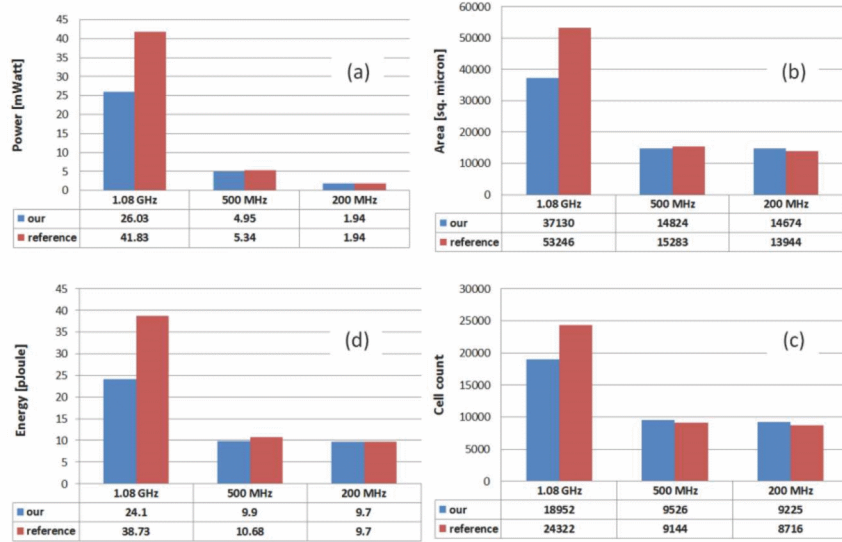 45
40
35
30
25
20
15
10
5
0
Power [mWatt]
(a)
1.08 GHz 500 MHz 200 MHz
our 26.03 4.95 1.94
reference 41.83 5.34 1.94
60000
50000
40000
30000
20000
10000
0
Area [sq. micron]
(b)
1.08 GHz 500 MHz 200 MHz
our 37130 14824 14674
reference 53246 15283 13944
45
40
35
30
25
20
15
10
5
0
Energy [pJoule]
(d)
1.08 GHz 500 MHz 200 MHz
our 24.1 9.9 9.7
reference 38.73 10.68 9.7
30000
25000
20000
15000
10000
5000
0
Cell count
(c)
1.08 GHz 500 MHz 200 MHz
our 18952 9526 9225
reference 24322 9144 8716